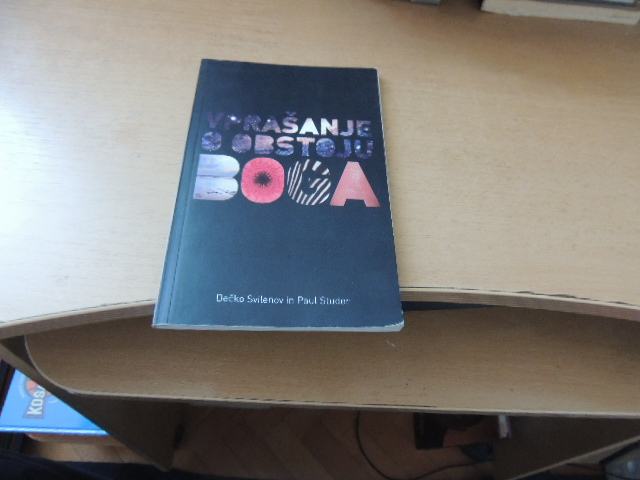 VPRAŠANJE
O OBSTOJU
BOGA
Dečko Svilenov in Paul Studer